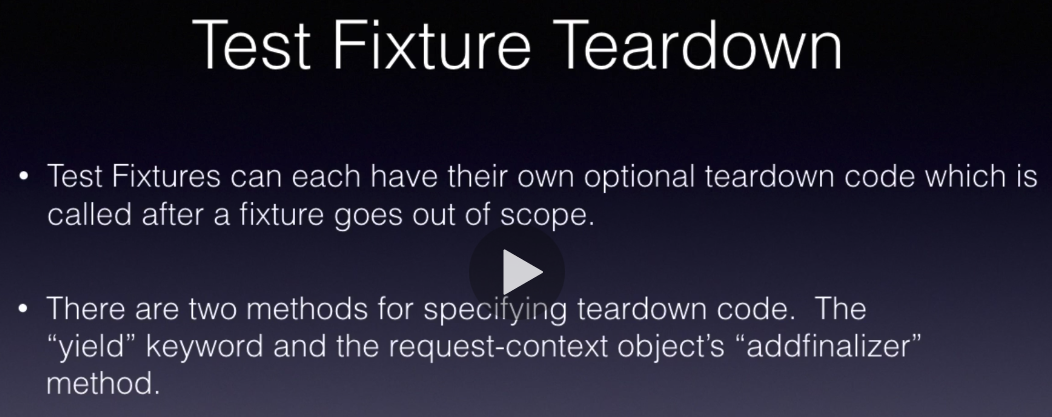 Test Fixture Teardown
• Test Fixtures can each have their own optional teardown code which is
called after a fixture goes out of scope.
• There are two methods for specifying teardown code.  The
“yield” keyword and the request-context object’s “addfinalizer”
method.